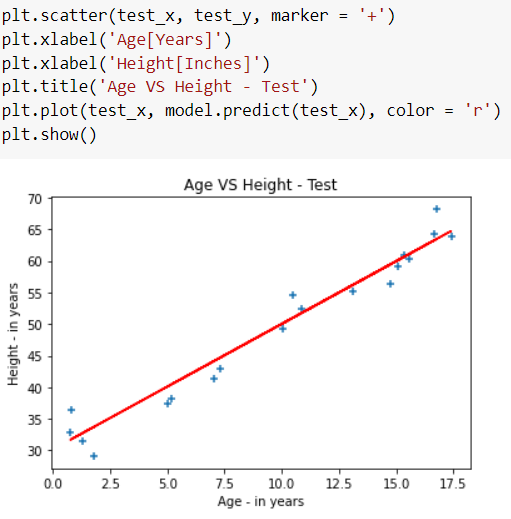 plt.scatter(test_x, test_y, marker = '+')
plt.xlabel('Age[Years]')
plt.xlabel('Height[Inches]')
plt.title('Age VS Height - Test')
plt.plot(test_x, model.predict(test_x), color = 'r')
plt.show()
Age VS Height - Test
70
65
60
55
50
45
40
35
30
Height - in years
0.0 2.5 5.0 7.5 10.0 12.5 15.0 17.5
Age - in years